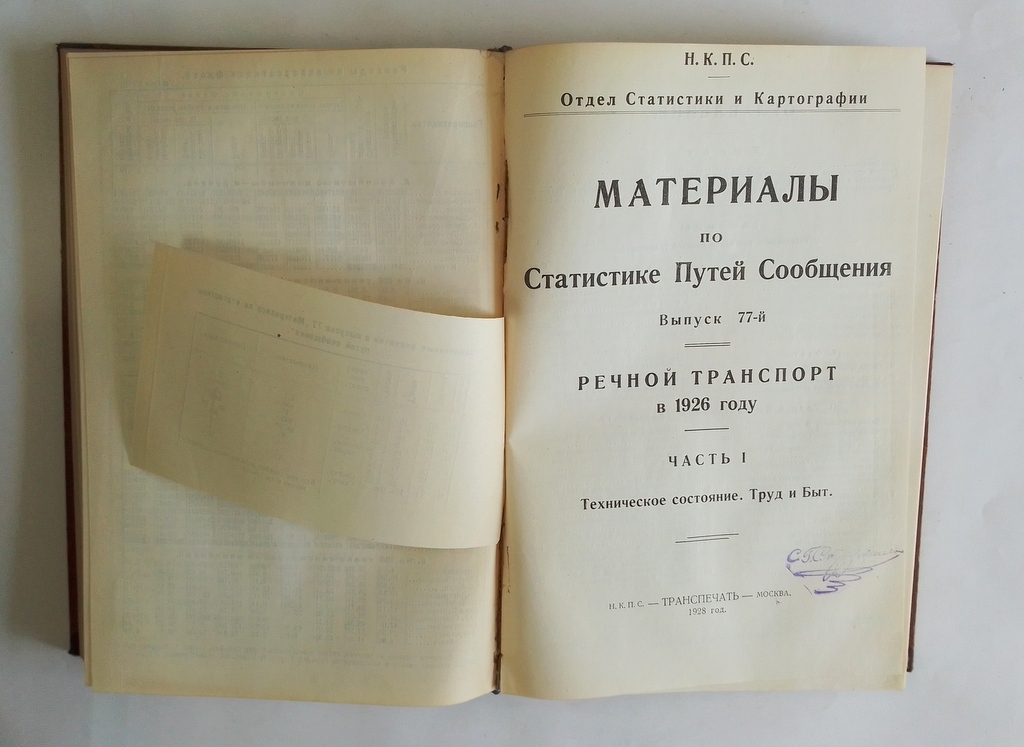 Н. К. П. С.
Отдел Статистики и Картографии
МАТЕРИАЛЫ
по
Статистике Путей Сообщения
Выпуск 77-й
РЕЧНОЙ ТРАНСПОРТ
в 1926 году
ЧАСТЬ I
Техническое состояние. Труд и Быт.
Н. К. П. С. — ТРАНСПЕЧАТЬ — МОСКВА.
1928 год.